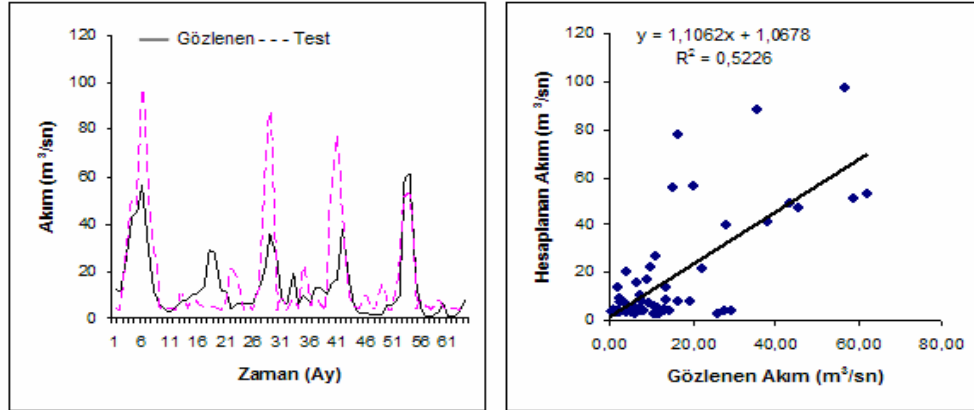 Gözlenen --- Test
120
100
80
60
40
20
0
Akım (m³/sn)
1 6 11 16 21 26 31 36 41 46 51 56 61
Zaman (Ay)
y = 1,1062x + 1,0678
R² = 0,5226
120
100
80
60
40
20
0
Hesaplanan Akım (m³/sn)
0,00 20,00 40,00 60,00 80,00
Gözlenen Akım (m³/sn)